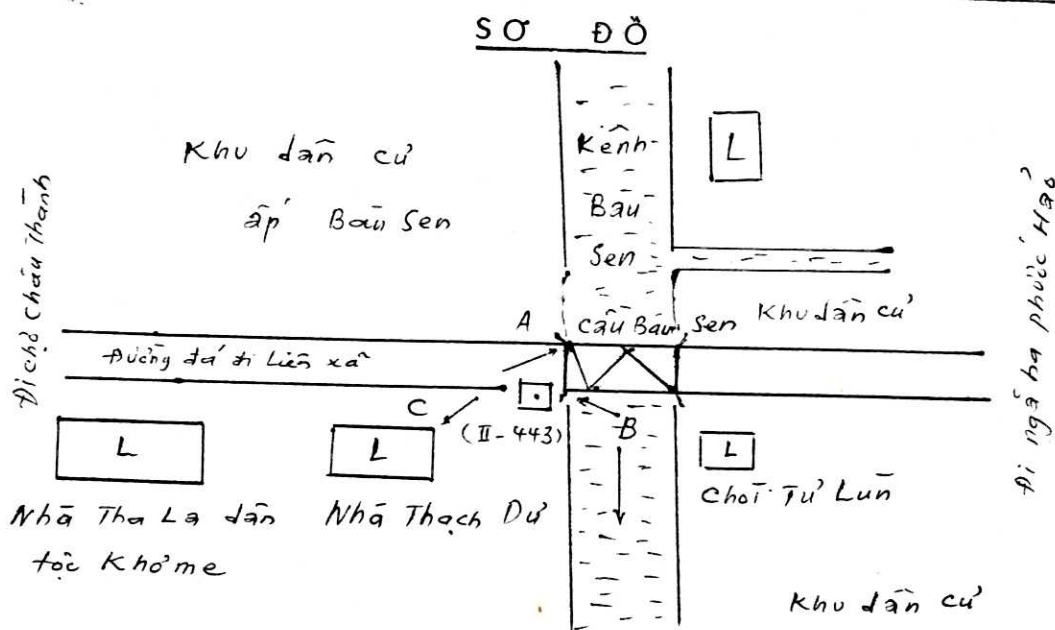 SƠ ĐỒ
Khu dân cư
ấp Bàu Sen
Kênh
Bàu
Sen
L
Đi chợ Châu Thành
Đi ngã ba phước Hảo
Khu dân cư
A
Cầu Bàu Sen
Đường đá đi Liên xã
C
(II-443)
B
L
L
L
Nhà Tha La dân
tộc Khơme
Nhà Thạch Dư
Chòi Tư Lun
Khu dân cư